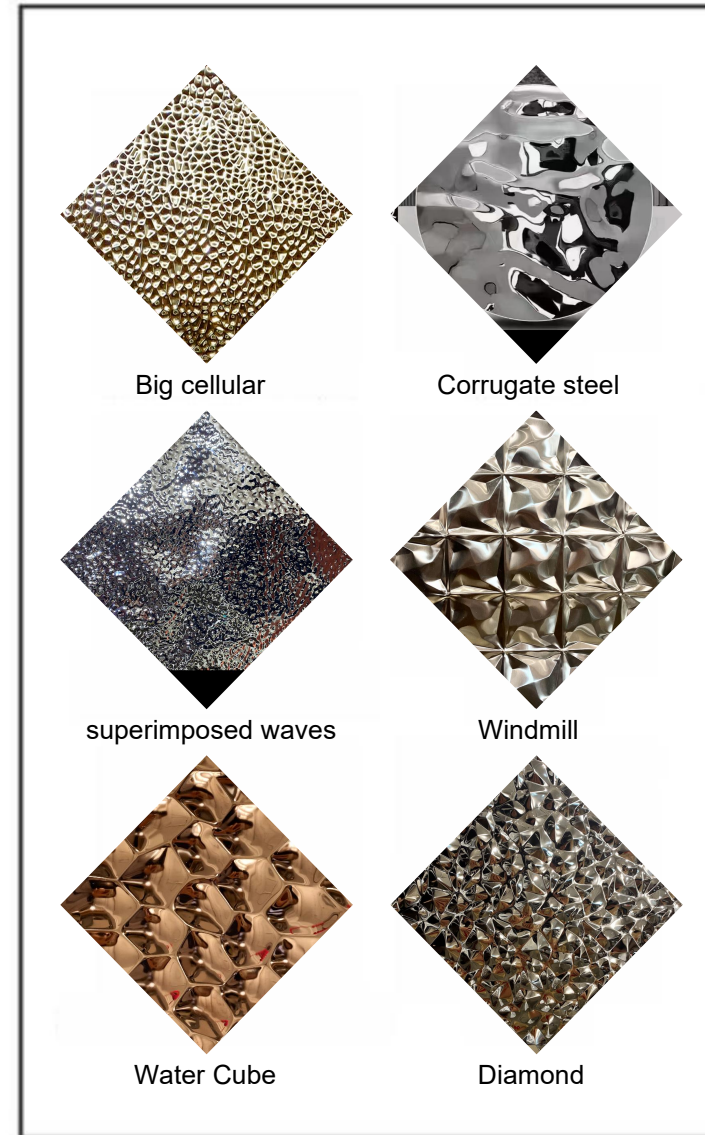 Big cellular
Corrugate steel
superimposed waves
Windmill
Water Cube
Diamond